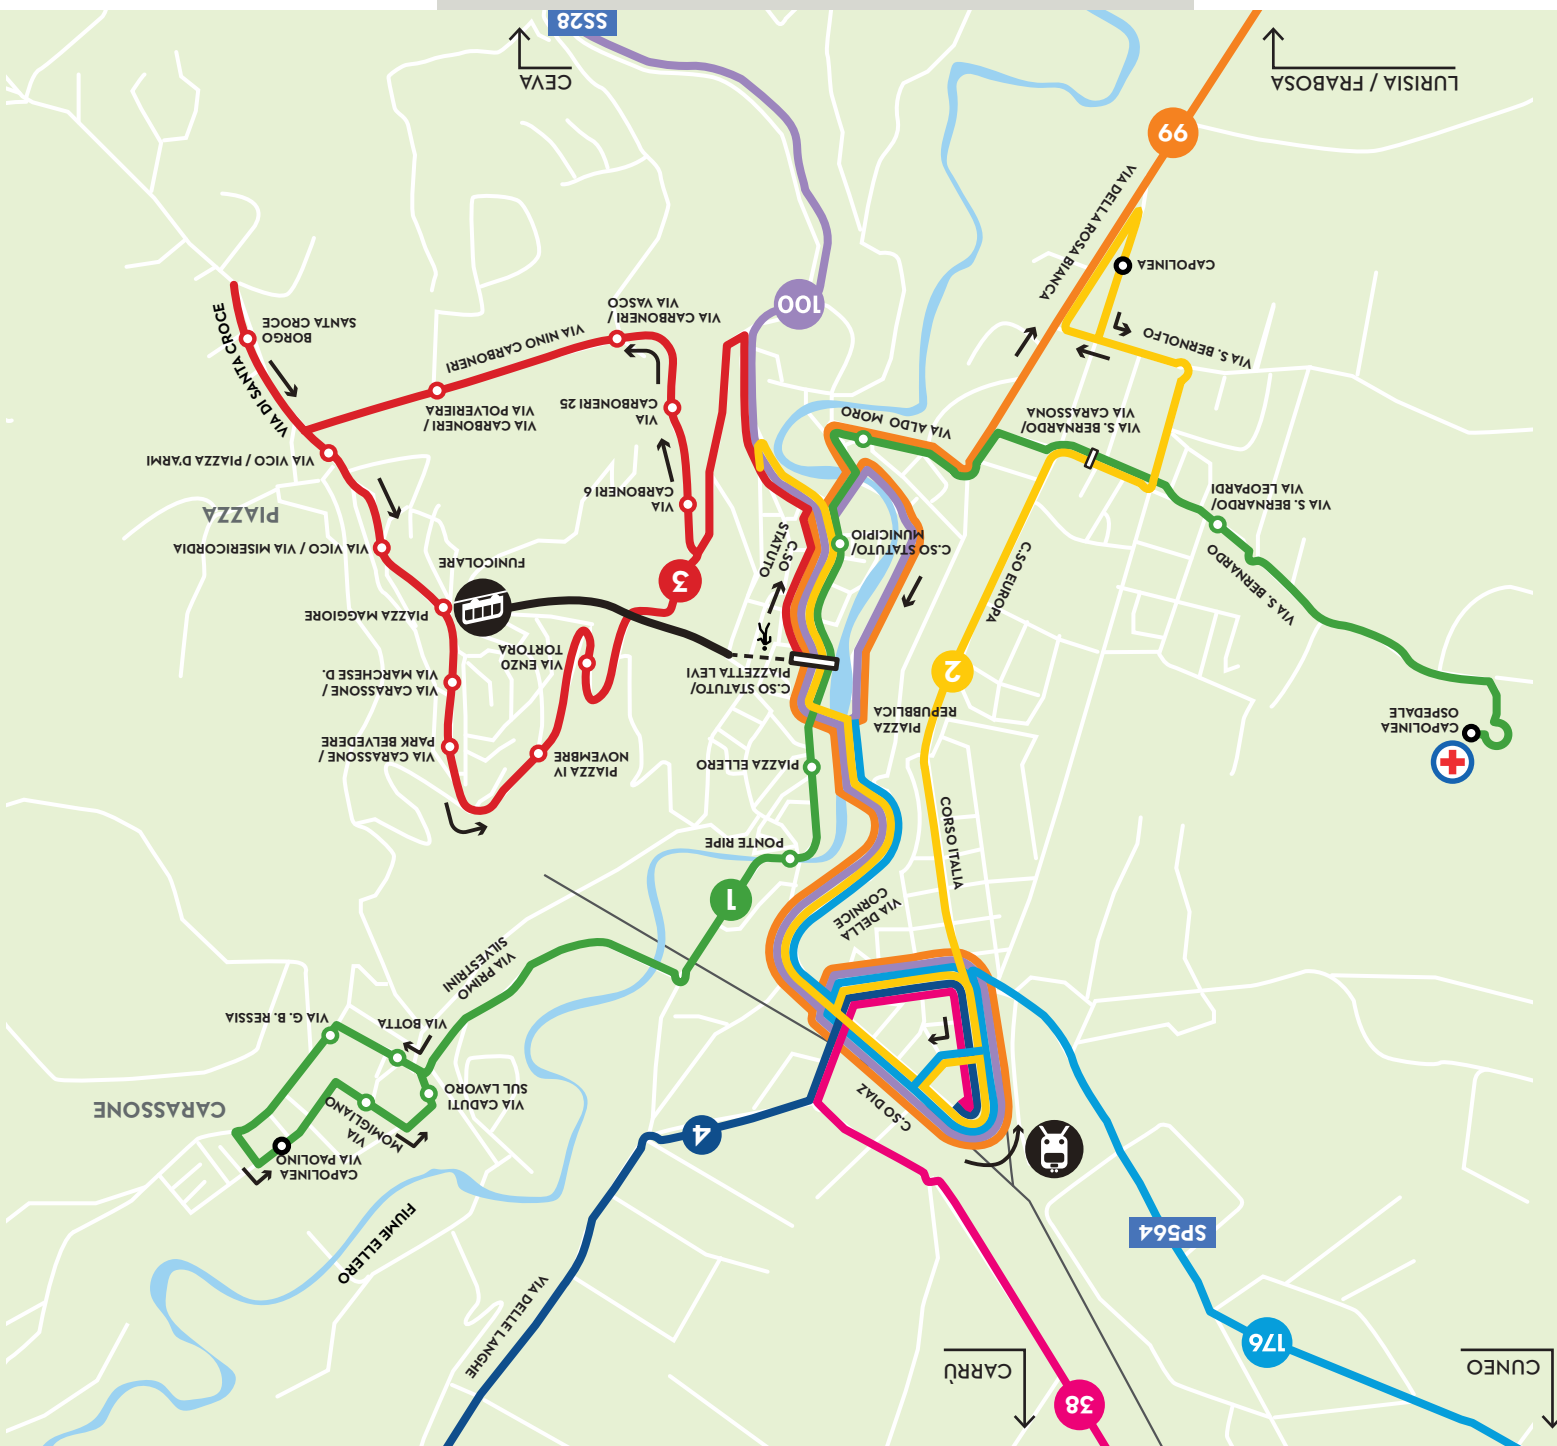 CUNEO
38
CARRÙ
176
VIA DELLE LANGHE
SP564
FIUME ELLERO
CAPOLINEA
VIA PAOLINO
4
VIA
MOMIGLIANO
C.SO DIAZ
CARASSONE
VIA CADUTI
SUL LAVORO
VIA BOTTA
VIA G. B. RESSIA
VIA PRIMO
SILVESTRINI
VIA DELLA
CORNICE
1
CORSO ITALIA
PONTE RIPE
PIAZZA ELLERO
PIAZZA IV
NOVEMBRE
VIA CARASSONE /
PARK BELVEDERE
CAPOLINEA
OSPEDALE
PIAZZA
REPUBBLICA
C.SO STATUTO/
PIAZZETTA LEVI
VIA CARASSONE /
VIA MARCHESE D.
2
VIA ENZO
TORTORA
PIAZZA MAGGIORE
3
C.SO EUROPA
VIA S. BERNARDO
FUNICOLARE
C.SO STATUTO/
MUNICIPIO
C.SO
STATUTO
VIA VICO / VIA MISERICORDIA
PIAZZA
VIA S. BERNARDO/
VIA LEOPARDI
VIA
CARBONERI 6
VIA VICO / PIAZZA D'ARMI
VIA S. BERNARDO/
VIA CARASSONA
VIA ALDO MORO
VIA CARBONERI /
VIA POLVERIERA
VIA
CARBONERI 25
VIA DI SANTA CROCE
VIA S. BERNOLFO
VIA NINO CARBONERI
BORGO
SANTA CROCE
VIA CARBONERI /
VIA VASCO
100
CAPOLINEA
VIA DELLA ROSA BIANCA
99
LURISIA / FRABOSA
CEVA
SS28